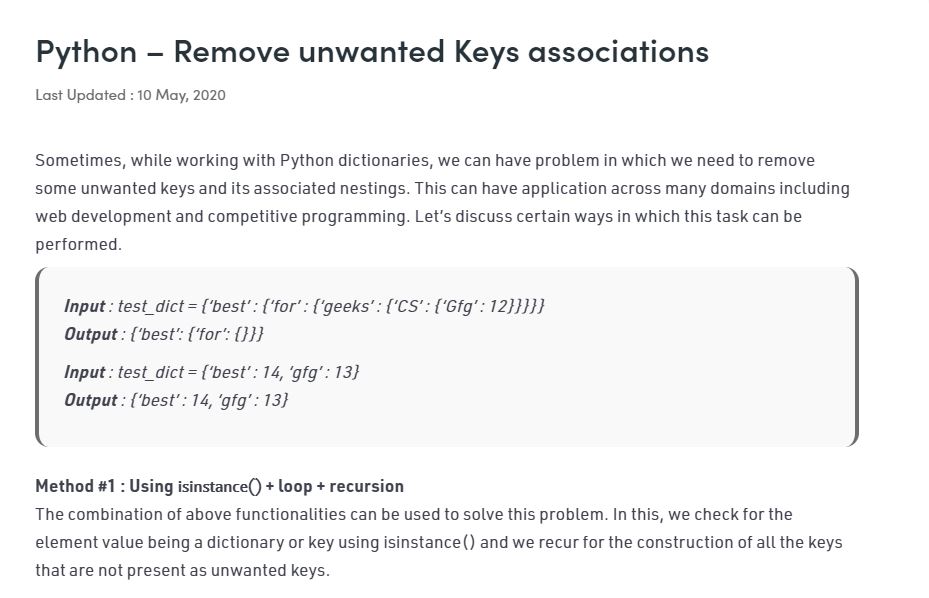 Python – Remove unwanted Keys associations
Last Updated : 10 May, 2020
Sometimes, while working with Python dictionaries, we can have problem in which we need to remove
some unwanted keys and its associated nestings. This can have application across many domains including
web development and competitive programming. Let’s discuss certain ways in which this task can be
performed.
Input : test_dict = {‘best’ : {‘for’ : {‘geeks’ : {‘CS’ : {‘Gfg’ : 12}}}}}
Output : {‘best’: {‘for’: {}}}
Input : test_dict = {‘best’ : 14, ‘gfg’ : 13}
Output : {‘best’ : 14, ‘gfg’ : 13}
Method #1 : Using isinstance() + loop + recursion
The combination of above functionalities can be used to solve this problem. In this, we check for the
element value being a dictionary or key using isinstance() and we recur for the construction of all the keys
that are not present as unwanted keys.